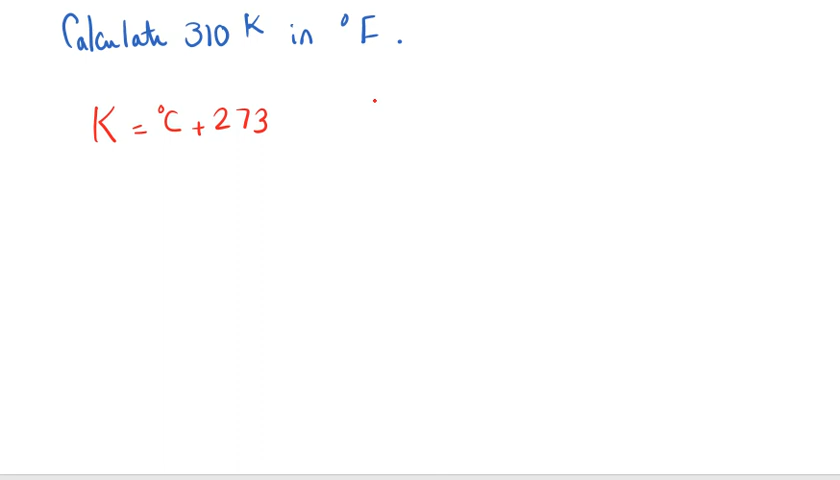 Calculate 310 K in °F.
K = °C + 273